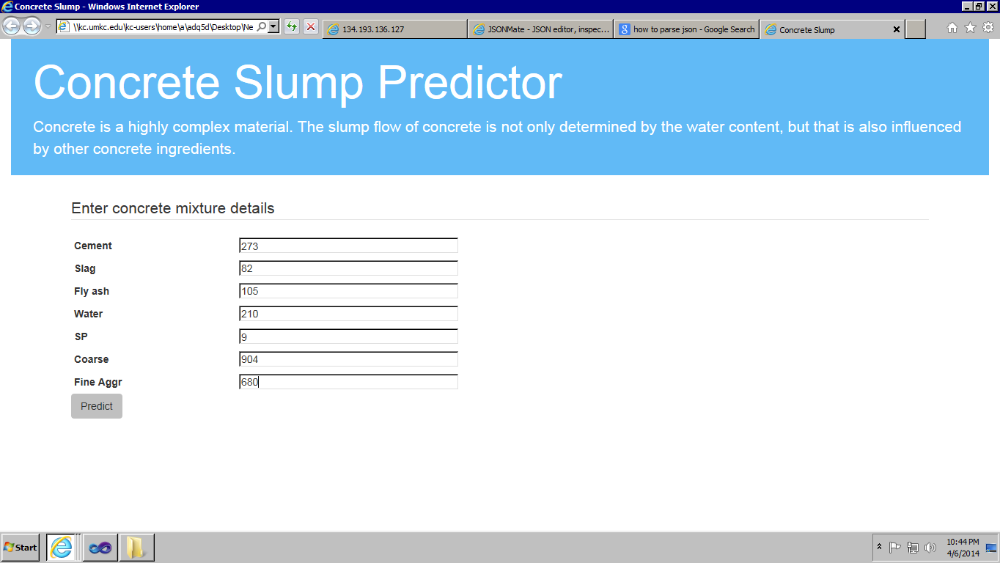 Concrete Slump - Windows Internet Explorer
\\kc.umkc.edu\kc-users\home\a\adq5d\Desktop\Ne
134.193.136.127
JSONMate - JSON editor, inspec...
how to parse json - Google Search
Concrete Slump
Concrete Slump Predictor
Concrete is a highly complex material. The slump flow of concrete is not only determined by the water content, but that is also influenced
by other concrete ingredients.
Enter concrete mixture details
Cement 273
Slag 82
Fly ash 105
Water 210
SP 9
Coarse 904
Fine Aggr 680
Predict
Start
10:44 PM
4/6/2014